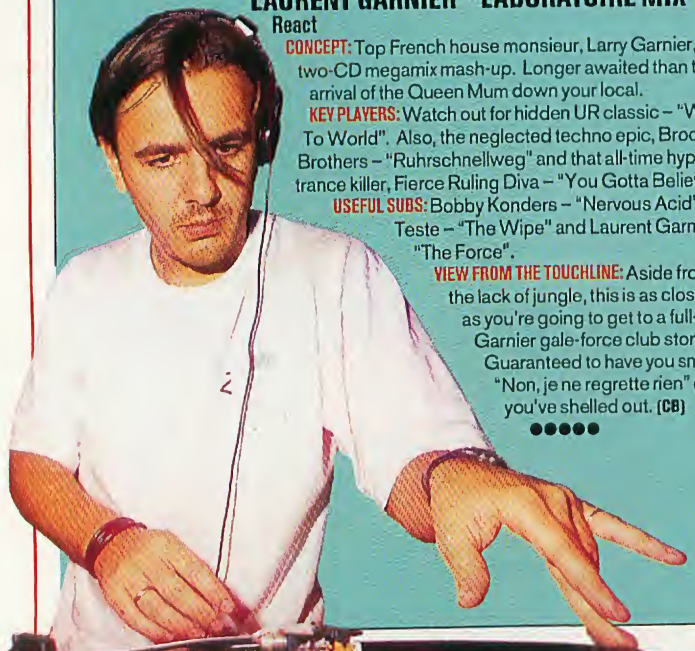 LAURENT GARNIER – LABORATOIRE MIX
React
CONCEPT: Top French house monsieur, Larry Garnier,
two-CD megamix mash-up. Longer awaited than t
arrival of the Queen Mum down your local.
KEY PLAYERS: Watch out for hidden UR classic – "V
To World". Also, the neglected techno epic, Broo
Brothers – "Ruhrschnellweg" and that all-time hyp
trance killer, Fierce Ruling Diva – "You Gotta Belie
USEFUL SUBS: Bobby Konders – "Nervous Acid"
Teste – "The Wipe" and Laurent Garn
"The Force".
VIEW FROM THE TOUCHLINE: Aside fro
the lack of jungle, this is as clos
as you're going to get to a full-
Garnier gale-force club stor
Guaranteed to have you sn
"Non, je ne regrette rien"
you've shelled out. (CB)